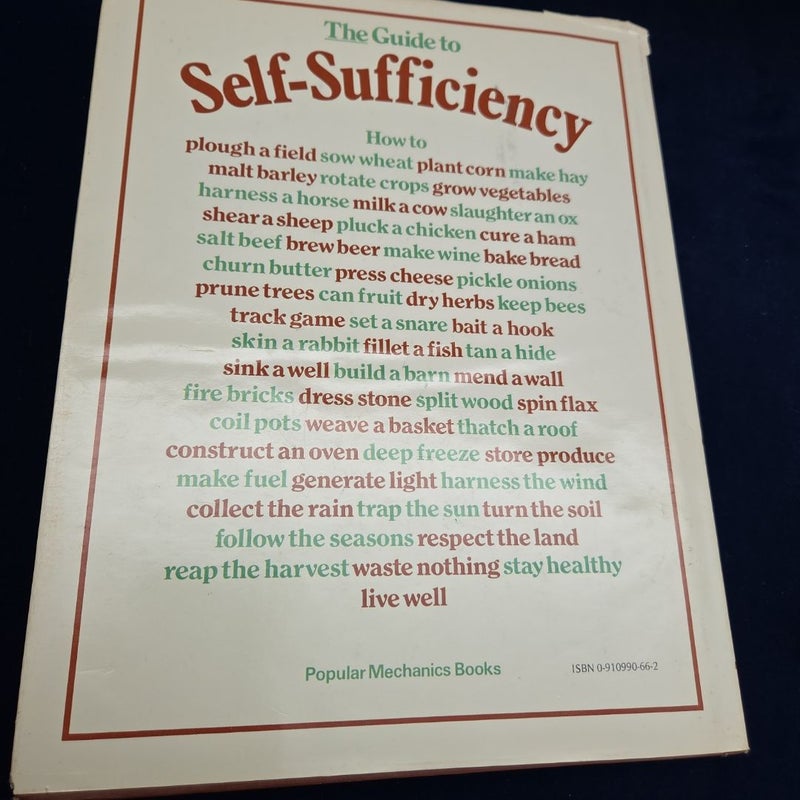 The Guide to
Self-Sufficiency
How to
plough a field sow wheat plant corn make hay
malt barley rotate crops grow vegetables
harness a horse milk a cow slaughter an ox
shear a sheep pluck a chicken cure a ham
salt beef brew beer make wine bake bread
churn butter press cheese pickle onions
prune trees can fruit dry herbs keep bees
track game set a snare bait a hook
skin a rabbit fillet a fish tan a hide
sink a well build a barn mend a wall
fire bricks dress stone split wood spin flax
coil pots weave a basket thatch a roof
construct an oven deep freeze store produce
make fuel generate light harness the wind
collect the rain trap the sun turn the soil
follow the seasons respect the land
reap the harvest waste nothing stay healthy
live well
Popular Mechanics Books
ISBN 0-910990-66-2